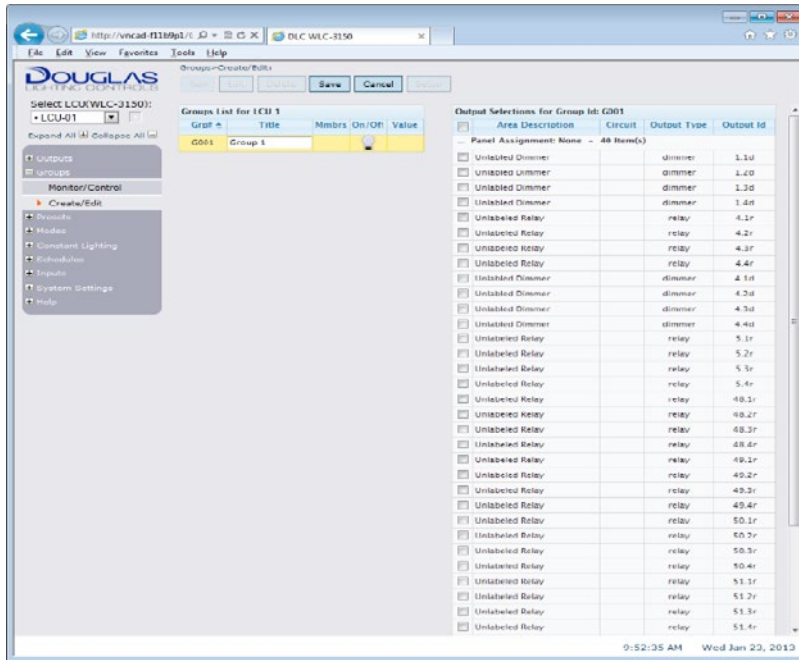 http://vncad-f11b9p1/
DLC WLC-3150
File Edit View Favorites Tools Help
DOUGLAS
LIGHTING CONTROLS
Groups>Create/Edit:
New Edit Delete Save Cancel Setup
Select LCU(WLC-3150):
LCU-01
Expand All Collapse All
Outputs
Groups
Monitor/Control
Create/Edit
Presets
Modes
Constant Lighting
Schedules
Inputs
System Settings
Help
Groups List for LCU 1
Grp# Title Mmbrs On/Off Value
G001 Group 1
Output Selections for Group Id: G001
Area Description Circuit Output Type Output Id
Panel Assignment: None - 40 Item(s)
Unlabled Dimmer dimmer 1.1d
Unlabled Dimmer dimmer 1.2d
Unlabled Dimmer dimmer 1.3d
Unlabled Dimmer dimmer 1.4d
Unlabeled Relay relay 4.1r
Unlabeled Relay relay 4.2r
Unlabeled Relay relay 4.3r
Unlabeled Relay relay 4.4r
Unlabled Dimmer dimmer 4.1d
Unlabled Dimmer dimmer 4.2d
Unlabled Dimmer dimmer 4.3d
Unlabled Dimmer dimmer 4.4d
Unlabeled Relay relay 5.1r
Unlabeled Relay relay 5.2r
Unlabeled Relay relay 5.3r
Unlabeled Relay relay 5.4r
Unlabeled Relay relay 48.1r
Unlabeled Relay relay 48.2r
Unlabeled Relay relay 48.3r
Unlabeled Relay relay 48.4r
Unlabeled Relay relay 49.1r
Unlabeled Relay relay 49.2r
Unlabeled Relay relay 49.3r
Unlabeled Relay relay 49.4r
Unlabeled Relay relay 50.1r
Unlabeled Relay relay 50.2r
Unlabeled Relay relay 50.3r
Unlabeled Relay relay 50.4r
Unlabeled Relay relay 51.1r
Unlabeled Relay relay 51.2r
Unlabeled Relay relay 51.3r
Unlabeled Relay relay 51.4r
9:52:35 AM Wed Jan 23, 2013